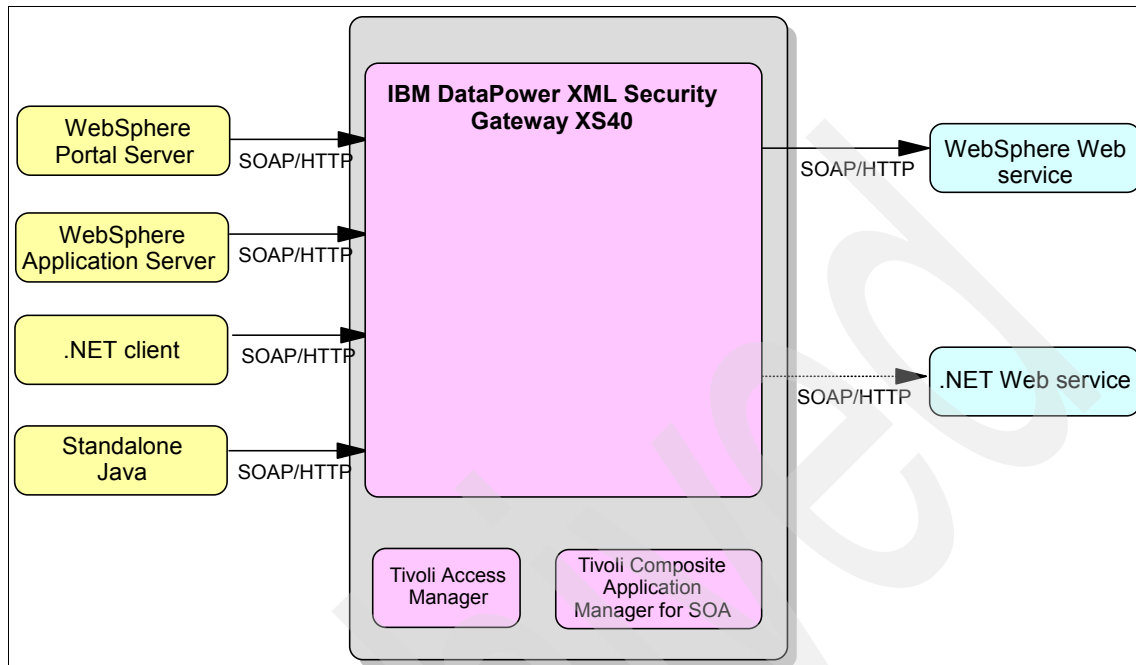 IBM DataPower XML Security
Gateway XS40
WebSphere
Portal Server
SOAP/HTTP
WebSphere
Application Server
SOAP/HTTP
.NET client
SOAP/HTTP
Standalone
Java
SOAP/HTTP
SOAP/HTTP
WebSphere Web
service
SOAP/HTTP
.NET Web service
Tivoli Access
Manager
Tivoli Composite
Application
Manager for SOA